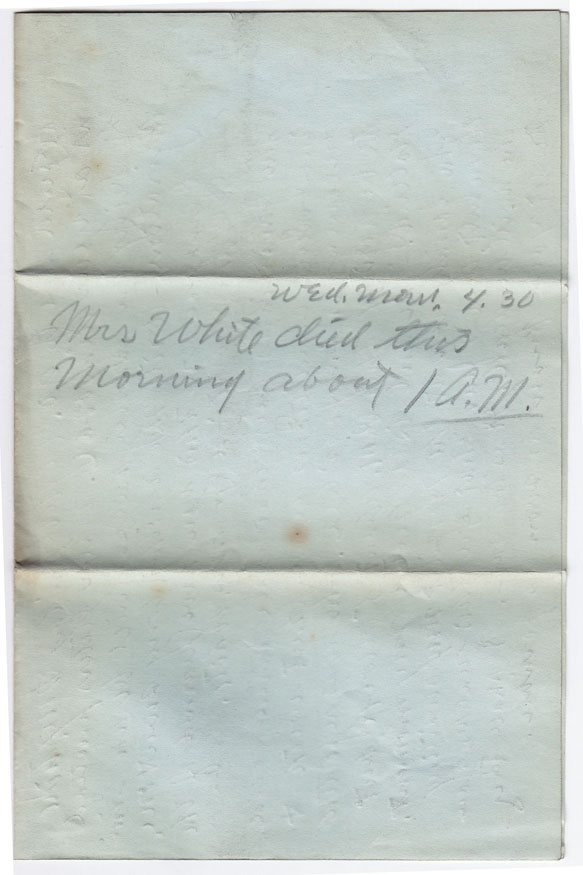 Wed. Morn. 4.30
Mrs White died this
Morning about 1 A.M.